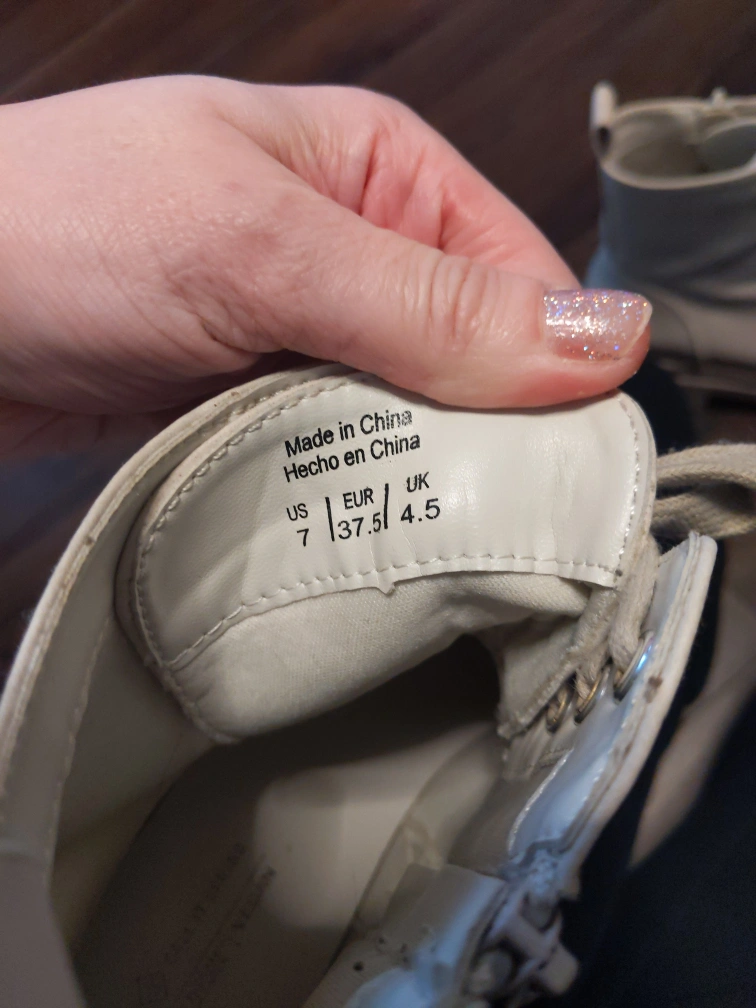 Made in China
Hecho en China
US | EUR | UK
7 | 37.5 | 4.5